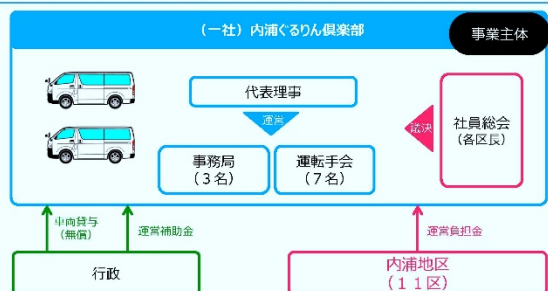 （一社）内浦ぐるりん倶楽部
事業主体
代表理事
運営
議決
社員総会
（各区長）
事務局
（３名）
運転手会
（７名）
車両貸与
（無償）
運営補助金
運営負担金
行政
内浦地区
（１１区）